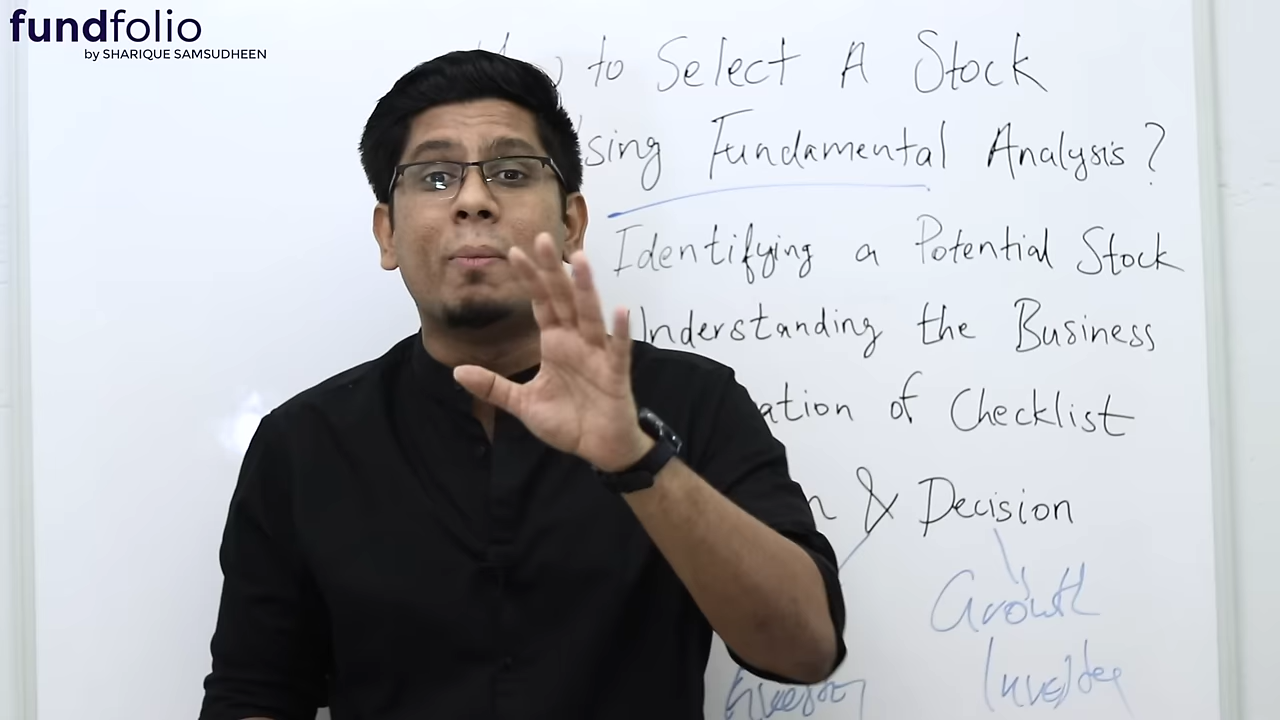 fundfolio
by SHARIQUE SAMSUDHEEN
to Select A Stock
sing Fundamental Analysis?
Identifying a Potential Stock
Understanding the Business
ation of Checklist
n & Decision
Growth